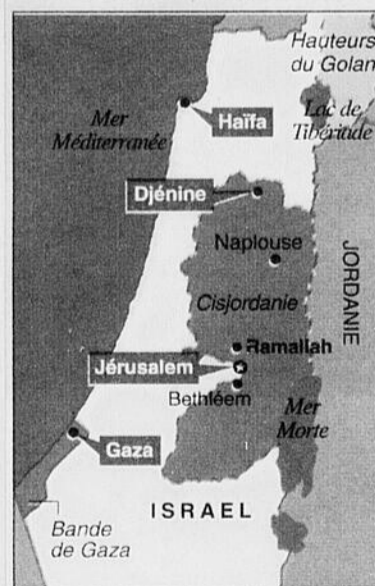 Hauteurs
du Golan
Mer
Méditerranée
Haïfa
Lac de
Tibériade
Djénine
Naplouse
JORDANIE
Cisjordanie
Ramallah
Jérusalem
Bethléem
Mer
Morte
Gaza
ISRAEL
Bande
de Gaza